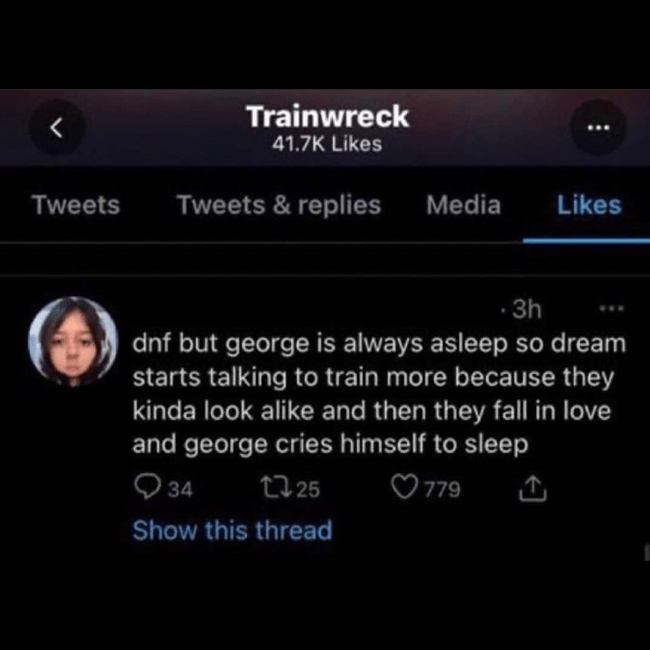 Trainwreck
41.7K Likes
Tweets Tweets & replies Media Likes
· 3h
dnf but george is always asleep so dream
starts talking to train more because they
kinda look alike and then they fall in love
and george cries himself to sleep
34 25 779
Show this thread